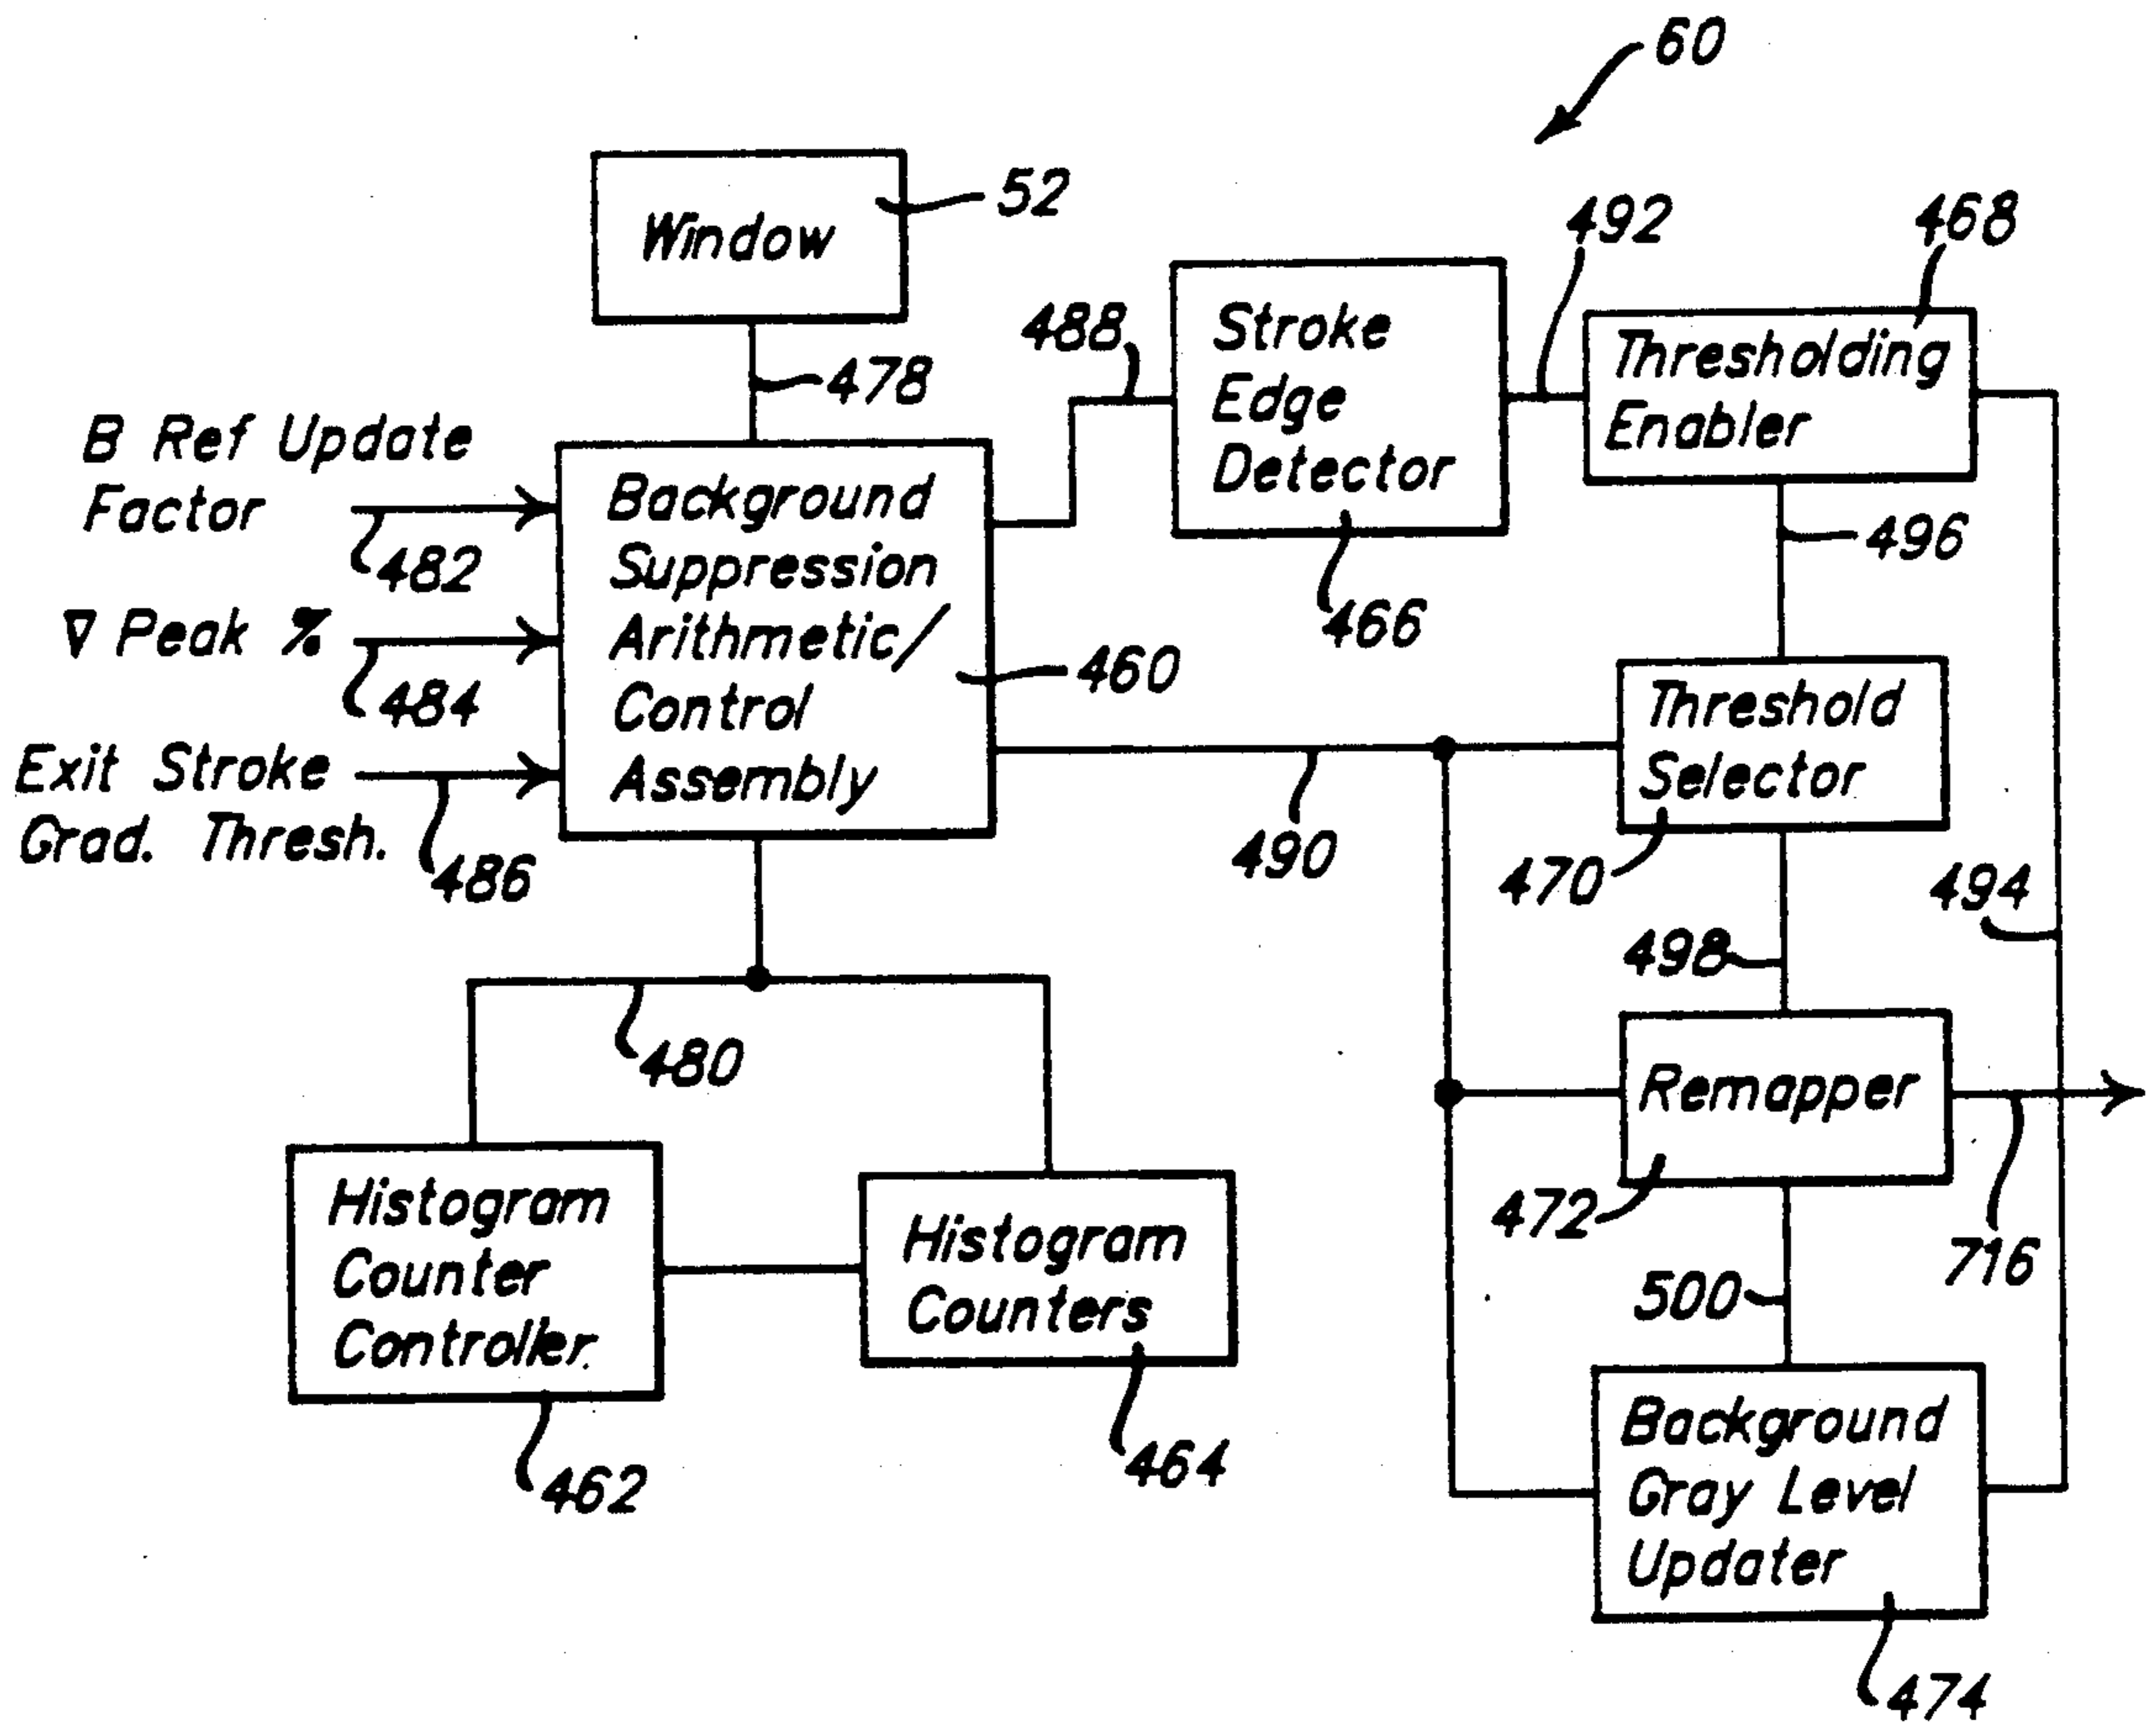 60
Window
52
478
B Ref Update
Factor
482
∇ Peak %
484
Exit Stroke
Grad. Thresh.
486
Background
Suppression
Arithmetic/
Control
Assembly
460
488
Stroke
Edge
Detector
466
492
Thresholding
Enabler
468
496
Threshold
Selector
470
490
494
498
Remapper
472
716
500
Background
Gray Level
Updater
474
480
Histogram
Counter
Controller
462
Histogram
Counters
464